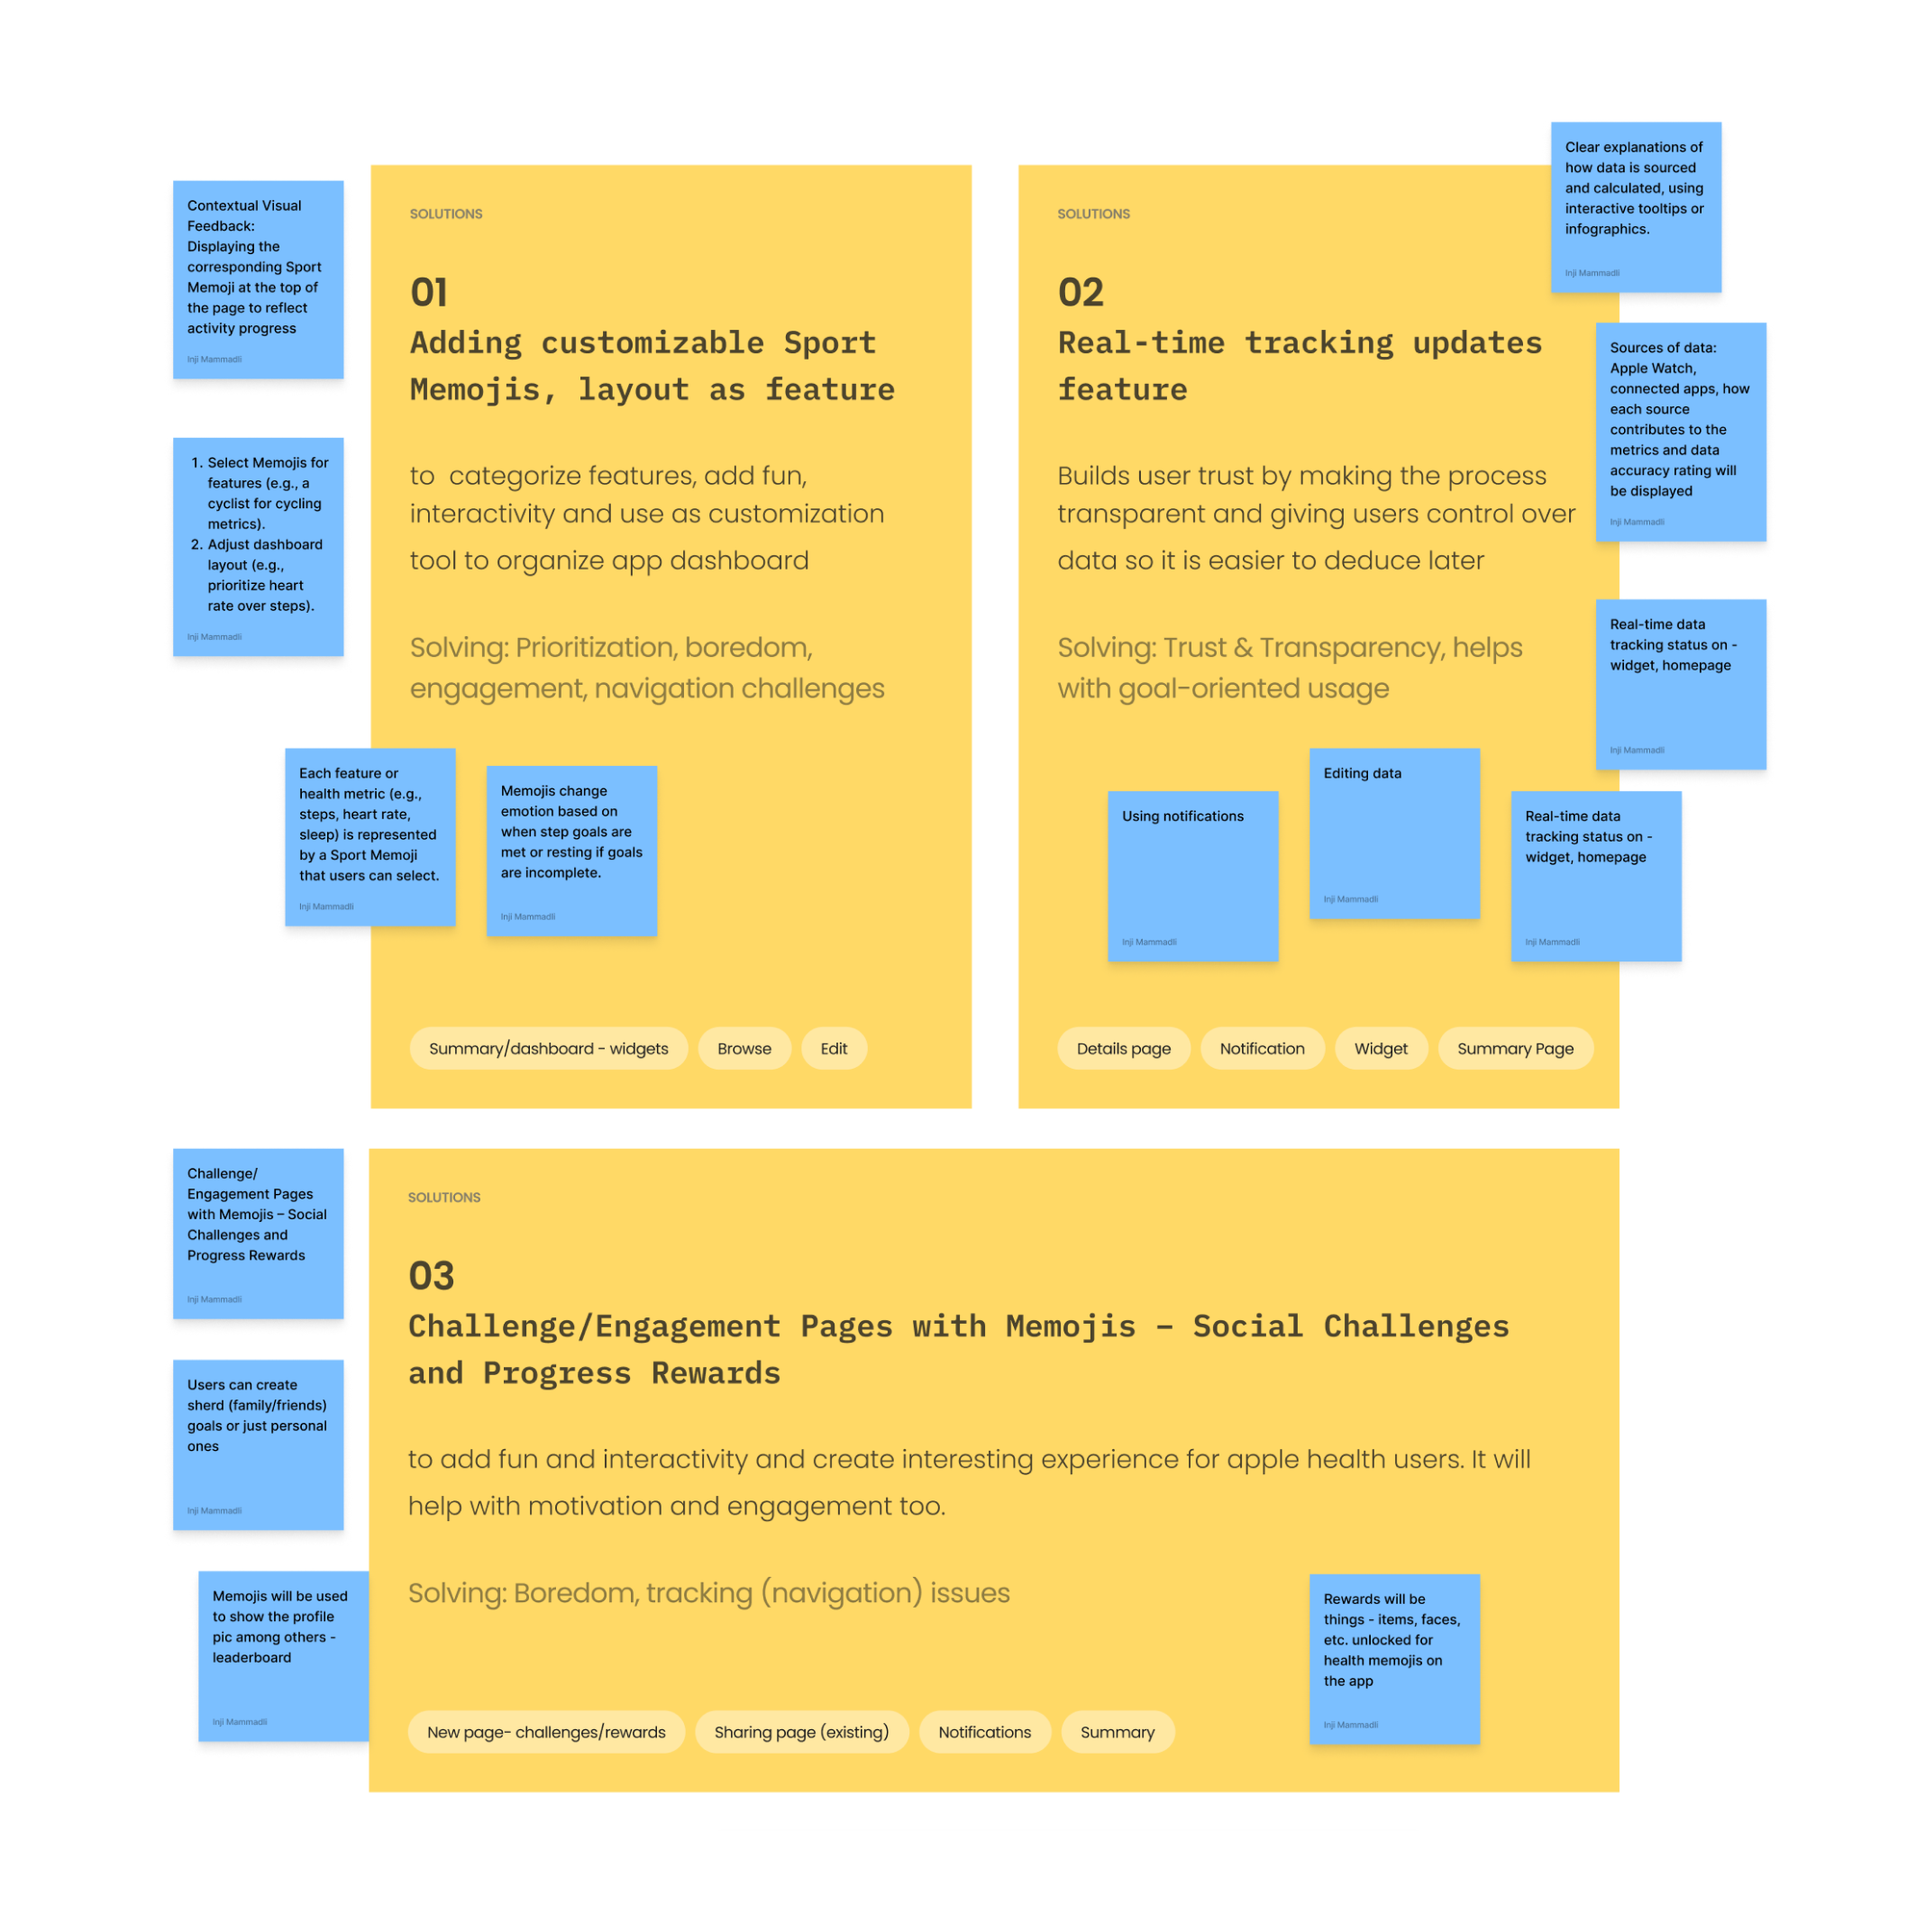 Contextual Visual
Feedback:
Displaying the
corresponding Sport
Memoji at the top of
the page to reflect
activity progress
Inji Mammadli
1. Select Memojis for
features (e.g., a
cyclist for cycling
metrics).
2. Adjust dashboard
layout (e.g.,
prioritize heart
rate over steps).
Inji Mammadli
SOLUTIONS
01
Adding customizable Sport
Memojis, layout as feature
to categorize features, add fun,
interactivity and use as customization
tool to organize app dashboard
Solving: Prioritization, boredom,
engagement, navigation challenges
Each feature or
health metric (e.g.,
steps, heart rate,
sleep) is represented
by a Sport Memoji
that users can select.
Inji Mammadli
Memojis change
emotion based on
when step goals are
met or resting if goals
are incomplete.
Inji Mammadli
Summary/dashboard - widgets
Browse
Edit
SOLUTIONS
02
Real-time tracking updates
feature
Builds user trust by making the process
transparent and giving users control over
data so it is easier to deduce later
Solving: Trust & Transparency, helps
with goal-oriented usage
Clear explanations of
how data is sourced
and calculated, using
interactive tooltips or
infographics.
Inji Mammadli
Sources of data:
Apple Watch,
connected apps, how
each source
contributes to the
metrics and data
accuracy rating will
be displayed
Inji Mammadli
Real-time data
tracking status on -
widget, homepage
Inji Mammadli
Using notifications
Inji Mammadli
Editing data
Inji Mammadli
Real-time data
tracking status on -
widget, homepage
Inji Mammadli
Details page
Notification
Widget
Summary Page
Challenge/
Engagement Pages
with Memojis – Social
Challenges and
Progress Rewards
Inji Mammadli
Users can create
sherd (family/friends)
goals or just personal
ones
Inji Mammadli
Memojis will be used
to show the profile
pic among others -
leaderboard
Inji Mammadli
SOLUTIONS
03
Challenge/Engagement Pages with Memojis – Social Challenges
and Progress Rewards
to add fun and interactivity and create interesting experience for apple health users. It will
help with motivation and engagement too.
Solving: Boredom, tracking (navigation) issues
Rewards will be
things - items, faces,
etc. unlocked for
health memojis on
the app
Inji Mammadli
New page- challenges/rewards
Sharing page (existing)
Notifications
Summary